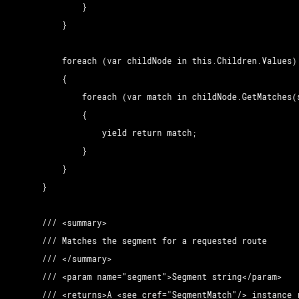 }
}
foreach (var childNode in this.Children.Values)
{
foreach (var match in childNode.GetMatches(
{
yield return match;
}
}
}
/// <summary>
/// Matches the segment for a requested route
/// </summary>
/// <param name="segment">Segment string</param>
/// <returns>A <see cref="SegmentMatch"/> instance